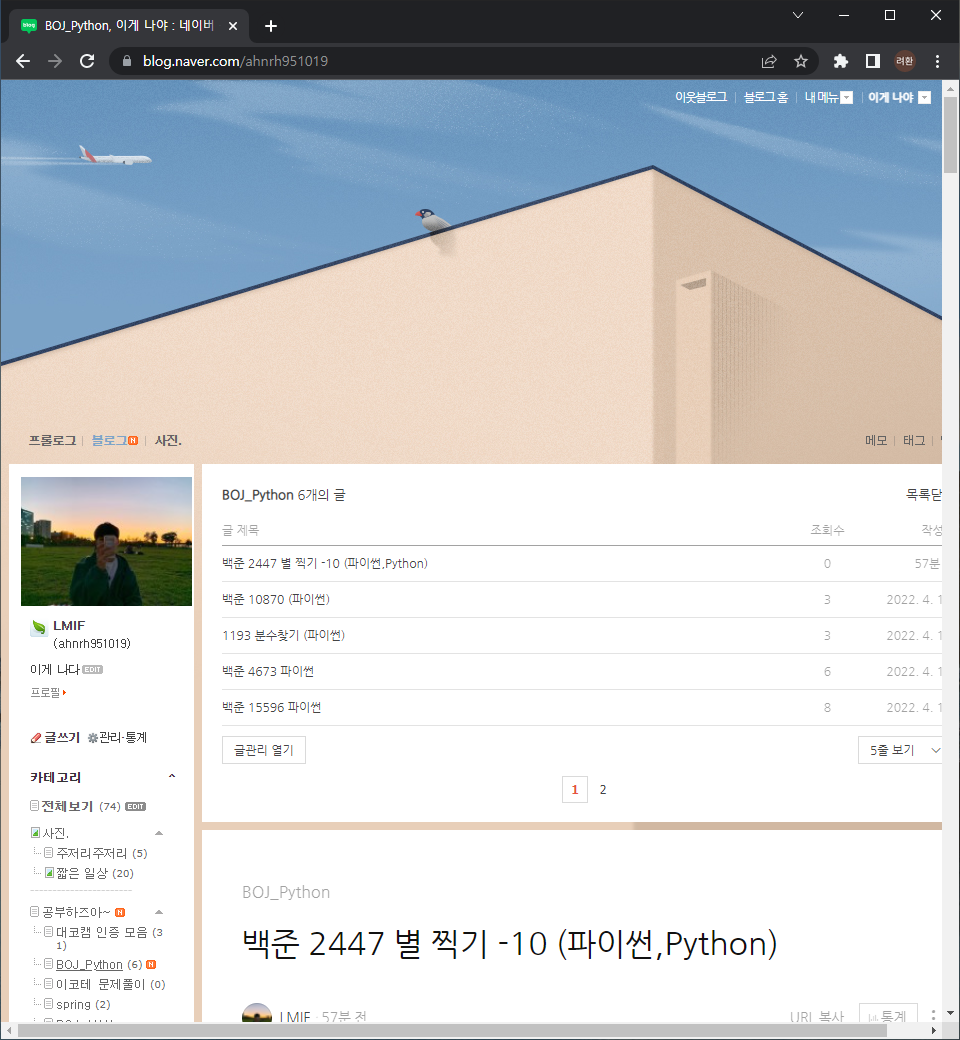 BOJ_Python, 이게 나야 : 네이버
blog.naver.com/ahnrh951019
려환
이웃블로그 블로그 홈 내 메뉴 이게 나야
프롤로그 블로그 N 사진. 메모 태그
BOJ_Python 6개의 글 목록닫
글 제목 조회수 작성
백준 2447 별 찍기 -10 (파이썬,Python) 0 57분
백준 10870 (파이썬) 3 2022. 4. 1
1193 분수찾기 (파이썬) 3 2022. 4. 1
백준 4673 파이썬 6 2022. 4. 1
백준 15596 파이썬 8 2022. 4. 1
글관리 열기 5줄 보기
1 2
LMIF
(ahnrh951019)
이게 나다 EDIT
프로필
글쓰기 관리·통계
카테고리
전체보기 (74) EDIT
사진.
주저리주저리 (5)
짧은 일상 (20)
공부하즈아~ N
대코캠 인증 모음 (3
1)
BOJ_Python (6) N
이코테 문제풀이 (0)
spring (2)
BOJ_Python
백준 2447 별 찍기 -10 (파이썬,Python)
LMIF · 57분 전 URL 복사 통계